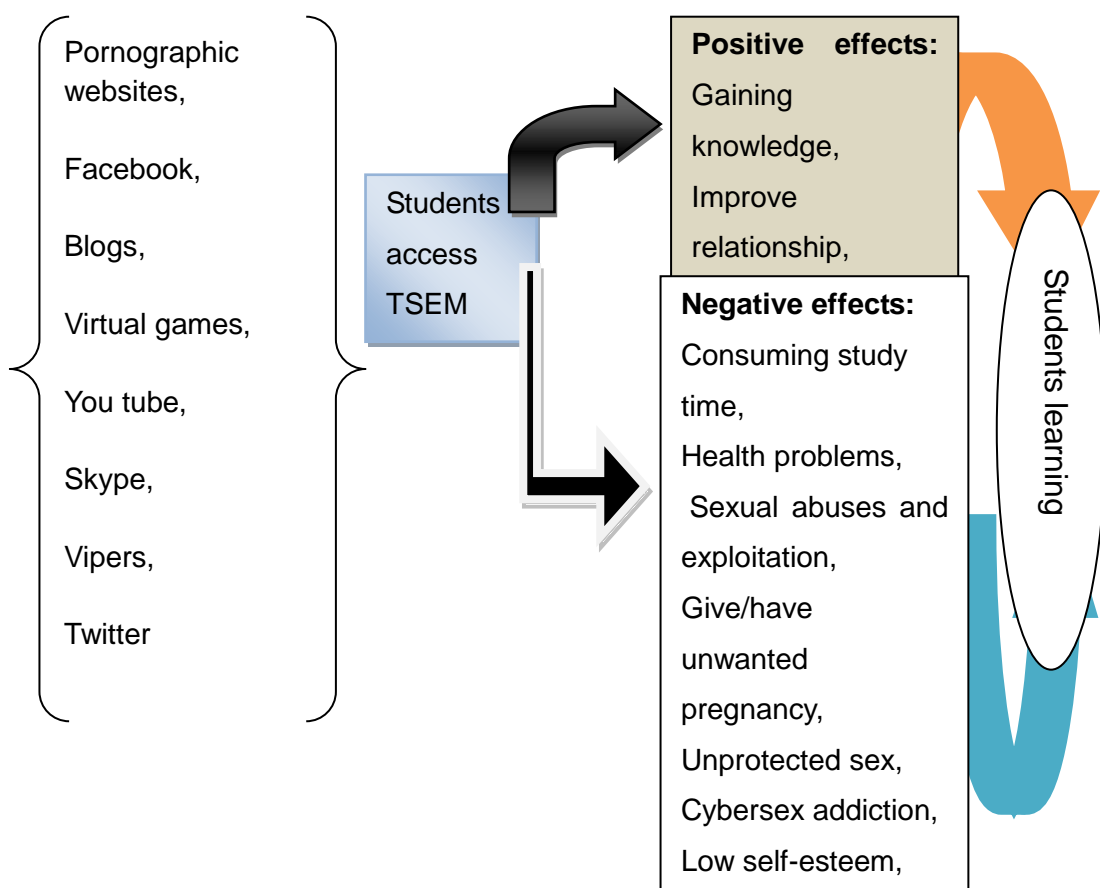 Pornographic
websites,
Facebook,
Blogs,
Virtual games,
You tube,
Skype,
Vipers,
Twitter
Students
access
TSEM
Positive effects:
Gaining
knowledge,
Improve
relationship,
Negative effects:
Consuming study
time,
Health problems,
Sexual abuses and
exploitation,
Give/have
unwanted
pregnancy,
Unprotected sex,
Cybersex addiction,
Low self-esteem,
Students learning